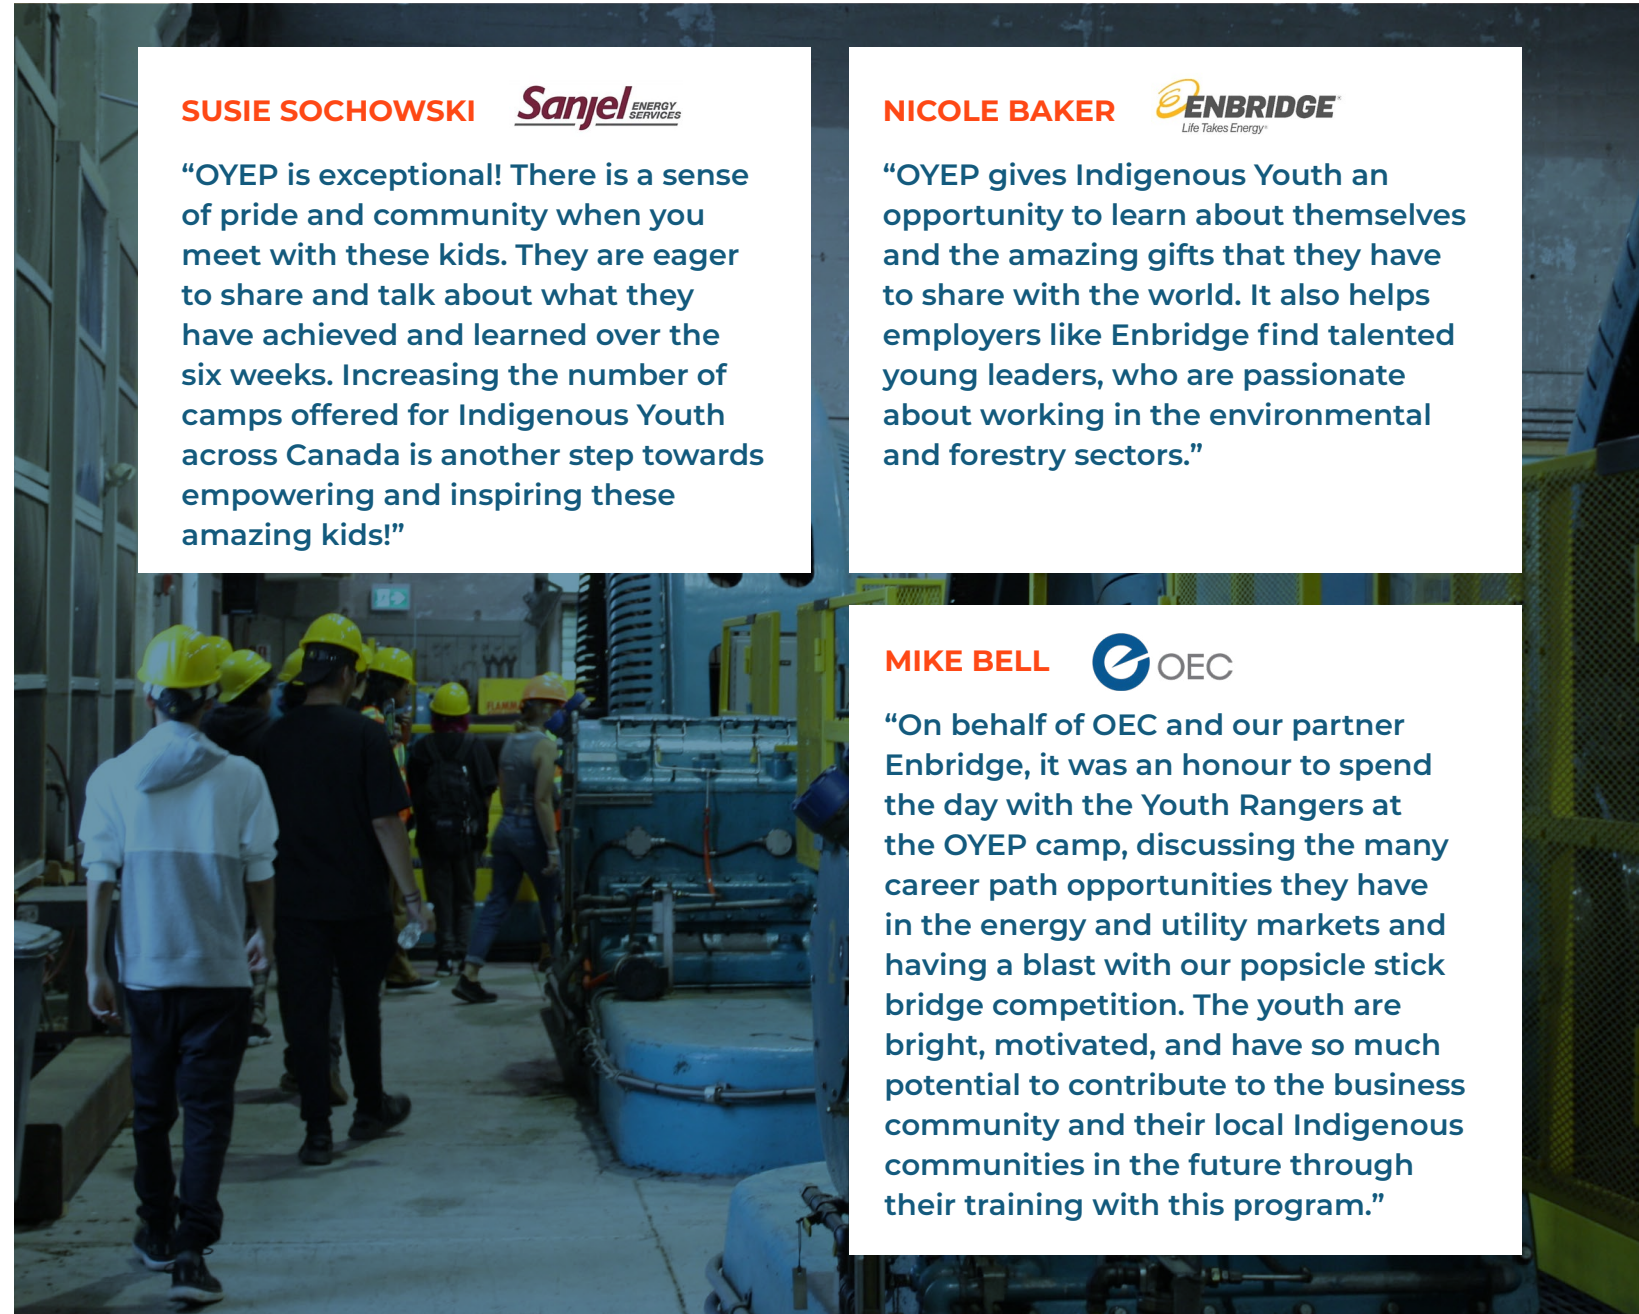 SUSIE SOCHOWSKI
Sanjel ENERGY SERVICES
“OYEP is exceptional! There is a sense
of pride and community when you
meet with these kids. They are eager
to share and talk about what they
have achieved and learned over the
six weeks. Increasing the number of
camps offered for Indigenous Youth
across Canada is another step towards
empowering and inspiring these
amazing kids!”
NICOLE BAKER
ENBRIDGE®
Life Takes Energy®
“OYEP gives Indigenous Youth an
opportunity to learn about themselves
and the amazing gifts that they have
to share with the world. It also helps
employers like Enbridge find talented
young leaders, who are passionate
about working in the environmental
and forestry sectors.”
MIKE BELL
OEC
“On behalf of OEC and our partner
Enbridge, it was an honour to spend
the day with the Youth Rangers at
the OYEP camp, discussing the many
career path opportunities they have
in the energy and utility markets and
having a blast with our popsicle stick
bridge competition. The youth are
bright, motivated, and have so much
potential to contribute to the business
community and their local Indigenous
communities in the future through
their training with this program.”
FLAMM